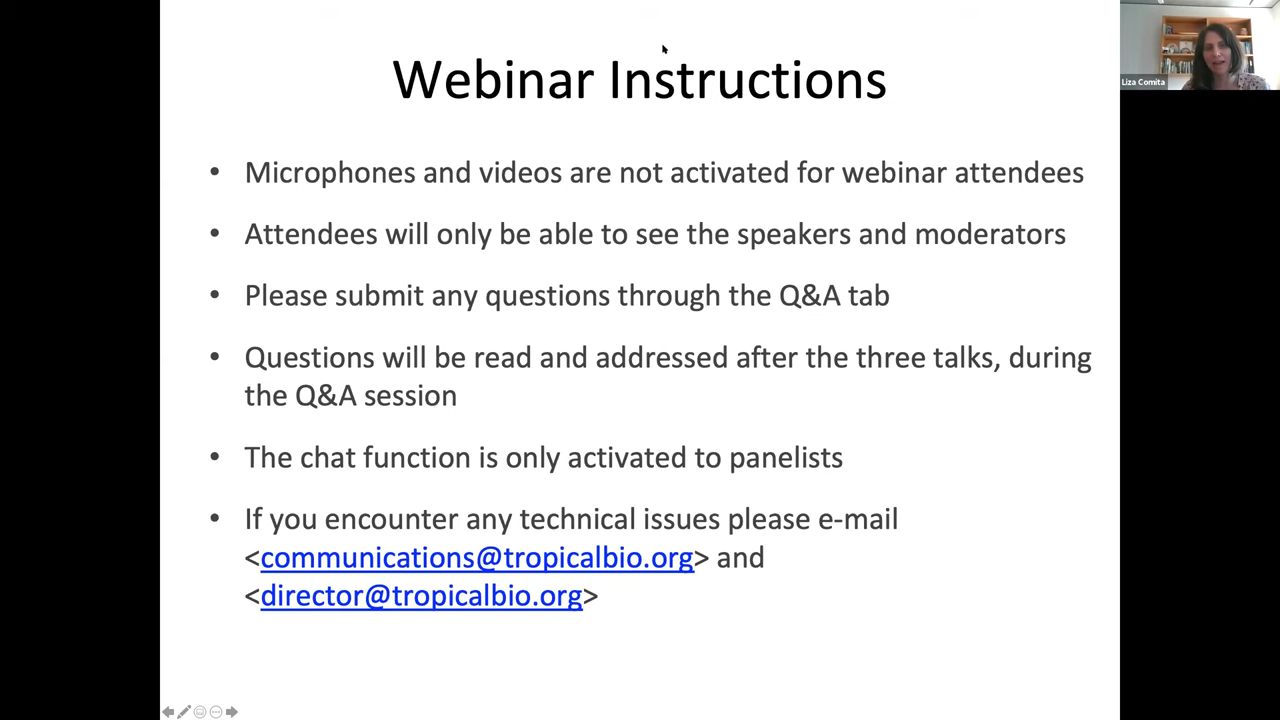 Webinar Instructions
Liza Comita
• Microphones and videos are not activated for webinar attendees
• Attendees will only be able to see the speakers and moderators
• Please submit any questions through the Q&A tab
• Questions will be read and addressed after the three talks, during
the Q&A session
• The chat function is only activated to panelists
• If you encounter any technical issues please e-mail
<communications@tropicalbio.org> and
<director@tropicalbio.org>